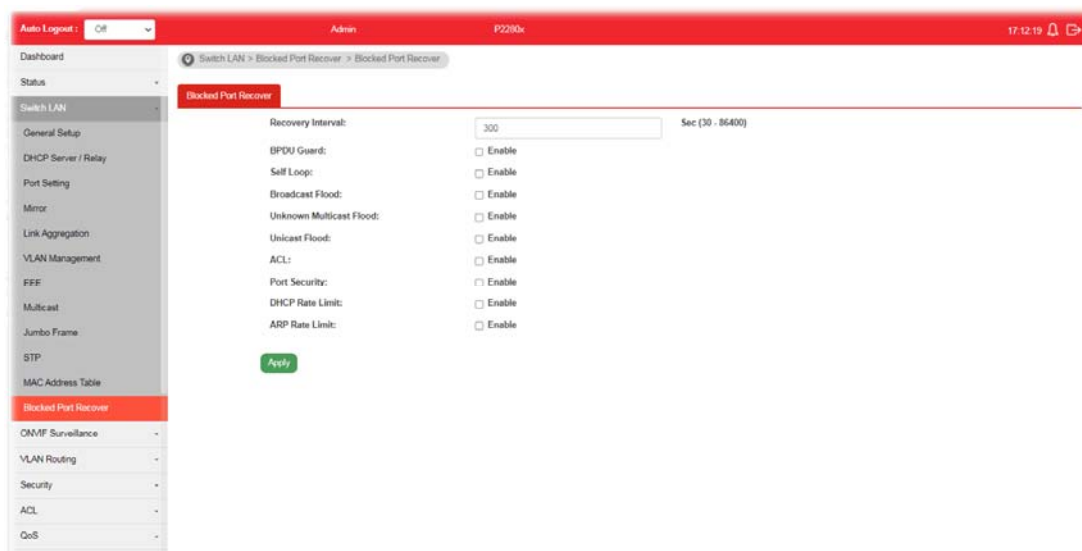 Auto Logout : Off Admin P2280x 17:12:19
Dashboard
Status
Switch LAN
General Setup
DHCP Server / Relay
Port Setting
Mirror
Link Aggregation
VLAN Management
EEE
Multicast
Jumbo Frame
STP
MAC Address Table
Blocked Port Recover
ONVIF Surveillance
VLAN Routing
Security
ACL
QoS
Switch LAN > Blocked Port Recover > Blocked Port Recover
Blocked Port Recover
Recovery Interval: 300 Sec (30 - 86400)
BPDU Guard: Enable
Self Loop: Enable
Broadcast Flood: Enable
Unknown Multicast Flood: Enable
Unicast Flood: Enable
ACL: Enable
Port Security: Enable
DHCP Rate Limit: Enable
ARP Rate Limit: Enable
Apply